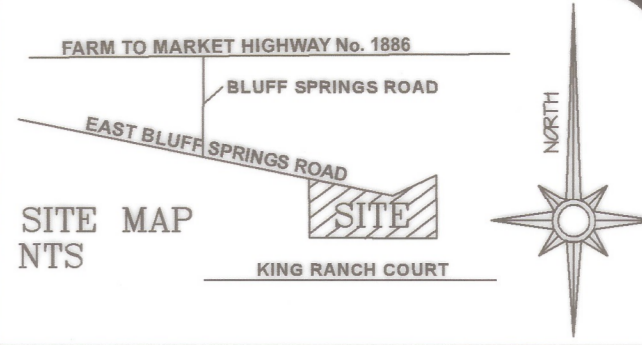 FARM TO MARKET HIGHWAY No. 1886
BLUFF SPRINGS ROAD
EAST BLUFF SPRINGS ROAD
NORTH
SITE
SITE MAP
NTS
KING RANCH COURT